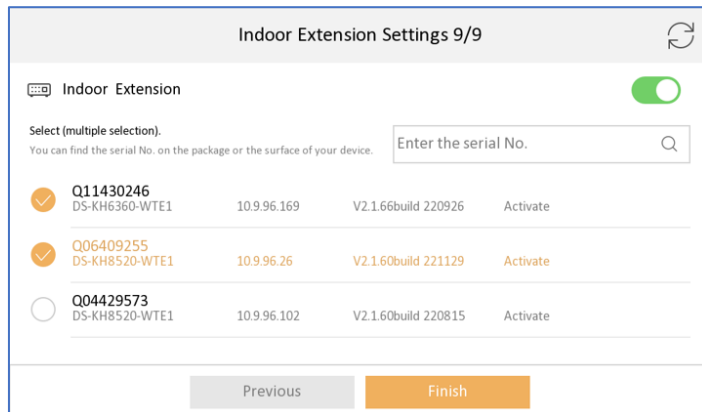 Indoor Extension Settings 9/9
Indoor Extension
Select (multiple selection).
You can find the serial No. on the package or the surface of your device.
Enter the serial No.
Q11430246
DS-KH6360-WTE1 10.9.96.169 V2.1.66build 220926 Activate
Q06409255
DS-KH8520-WTE1 10.9.96.26 V2.1.60build 221129 Activate
Q04429573
DS-KH8520-WTE1 10.9.96.102 V2.1.60build 220815 Activate
Previous Finish